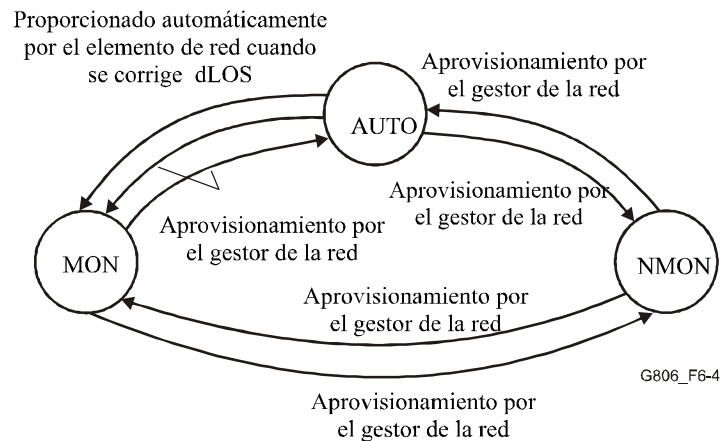 Proporcionado automáticamente
por el elemento de red cuando
se corrige dLOS
Aprovisionamiento por
el gestor de la red
AUTO
Aprovisionamiento por
el gestor de la red
Aprovisionamiento por
el gestor de la red
MON
NMON
Aprovisionamiento por
el gestor de la red
G806_F6-4
Aprovisionamiento por
el gestor de la red